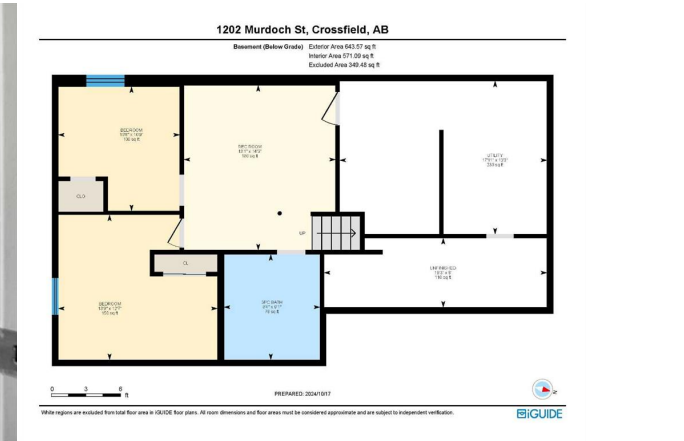 1202 Murdoch St, Crossfield, AB
Basement (Below Grade) Exterior Area 643.57 sq ft
Interior Area 571.09 sq ft
Excluded Area 349.48 sq ft
BEDROOM
REC ROOM
UTILITY
CLO
UP
CL
UNFINISHED
BEDROOM
3PC BATH
0 3 6
ft
PREPARED: 2024/10/17
N
White regions are excluded from total floor area in iGUIDE floor plans. All room dimensions and floor areas must be considered approximate and are subject to independent verification.
iGUIDE